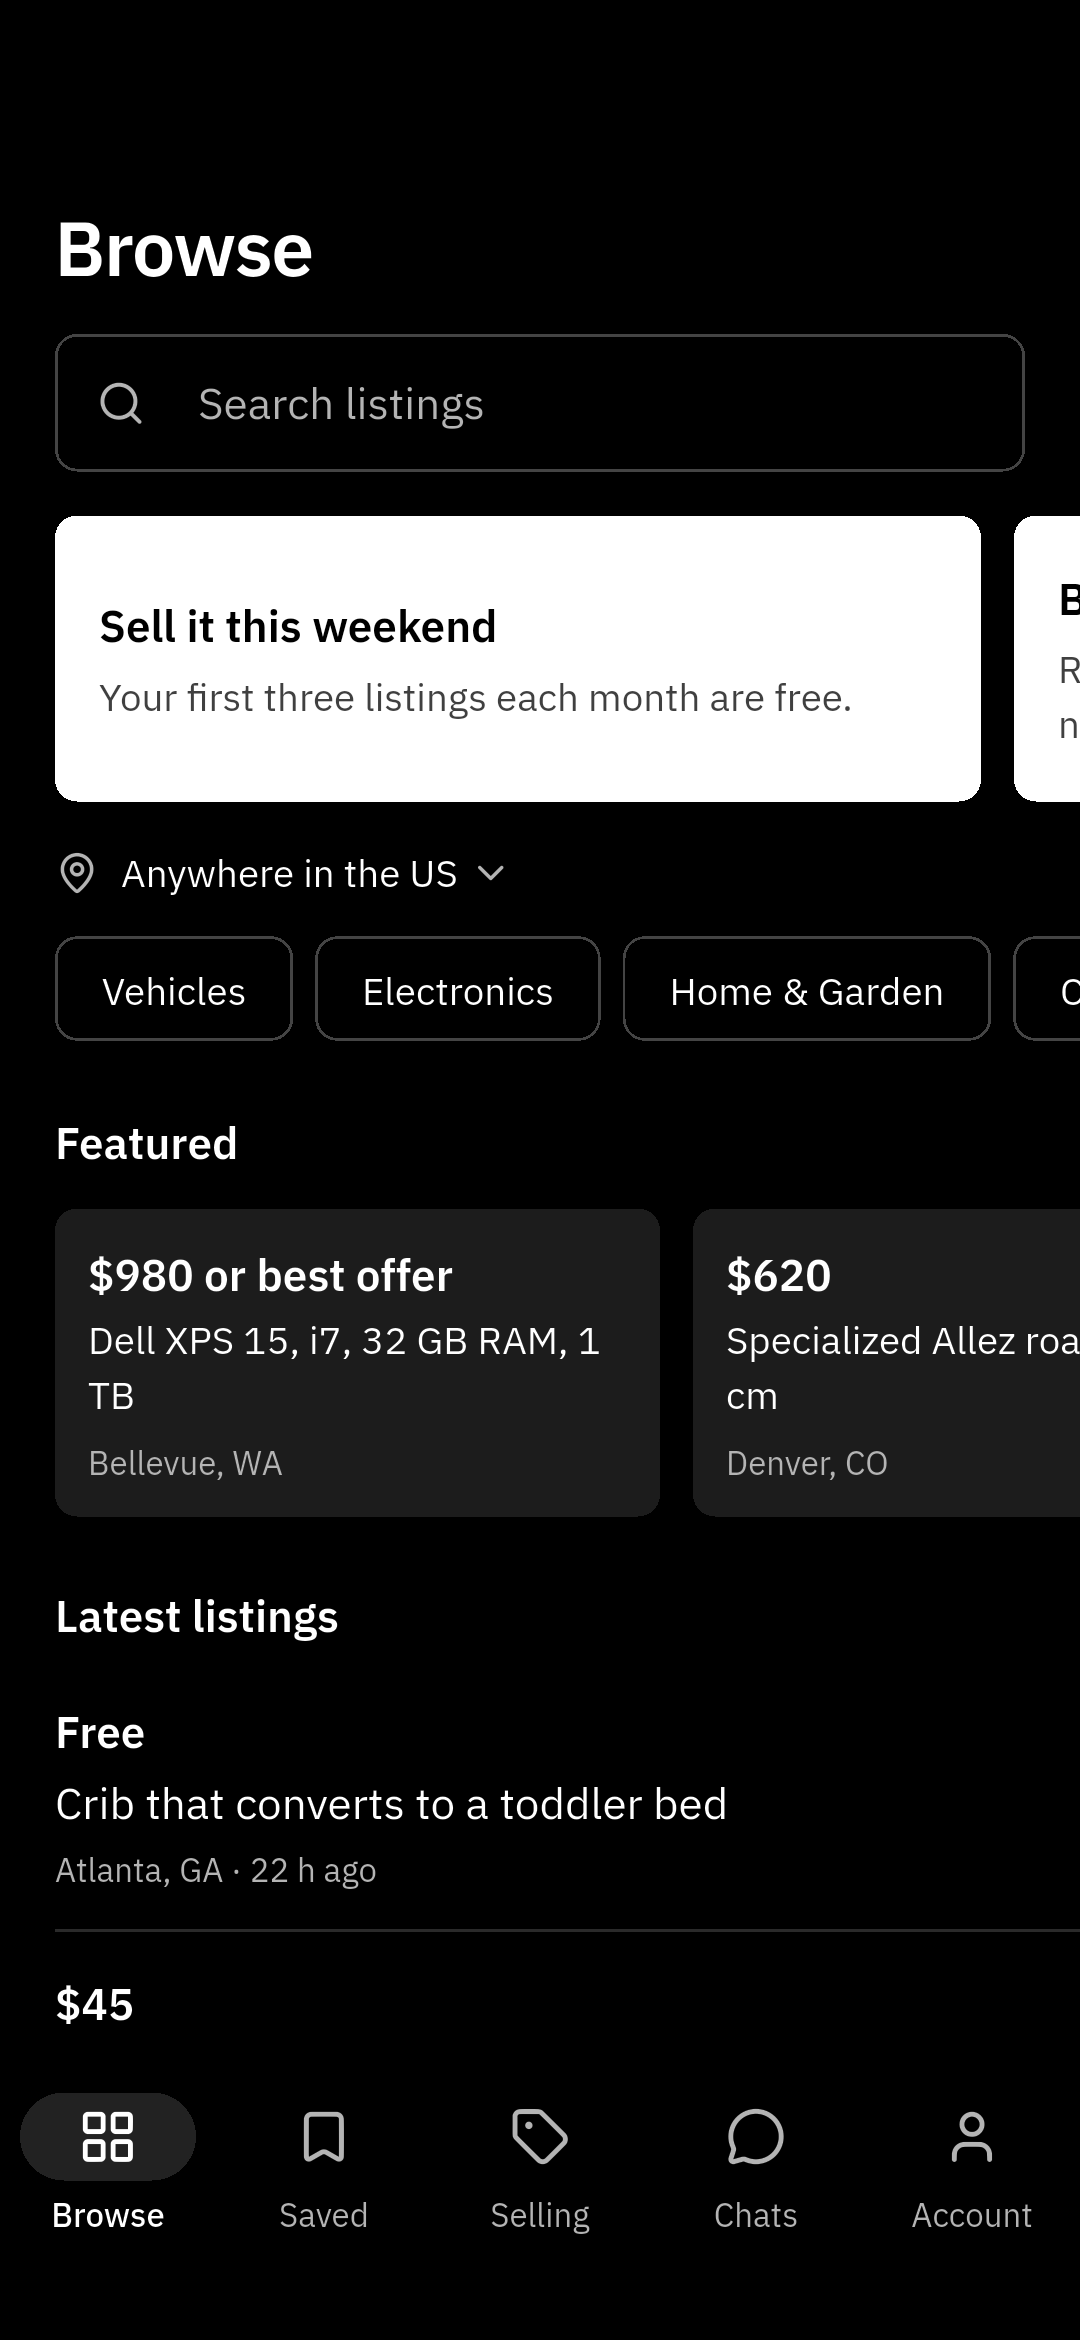 Browse
Search listings
Sell it this weekend
Your first three listings each month are free.
Anywhere in the US
Vehicles
Electronics
Home & Garden
Featured
$980 or best offer
Dell XPS 15, i7, 32 GB RAM, 1
TB
Bellevue, WA
$620
Specialized Allez
cm
Denver, CO
Latest listings
Free
Crib that converts to a toddler bed
Atlanta, GA · 22 h ago
$45
Browse
Saved
Selling
Chats
Account